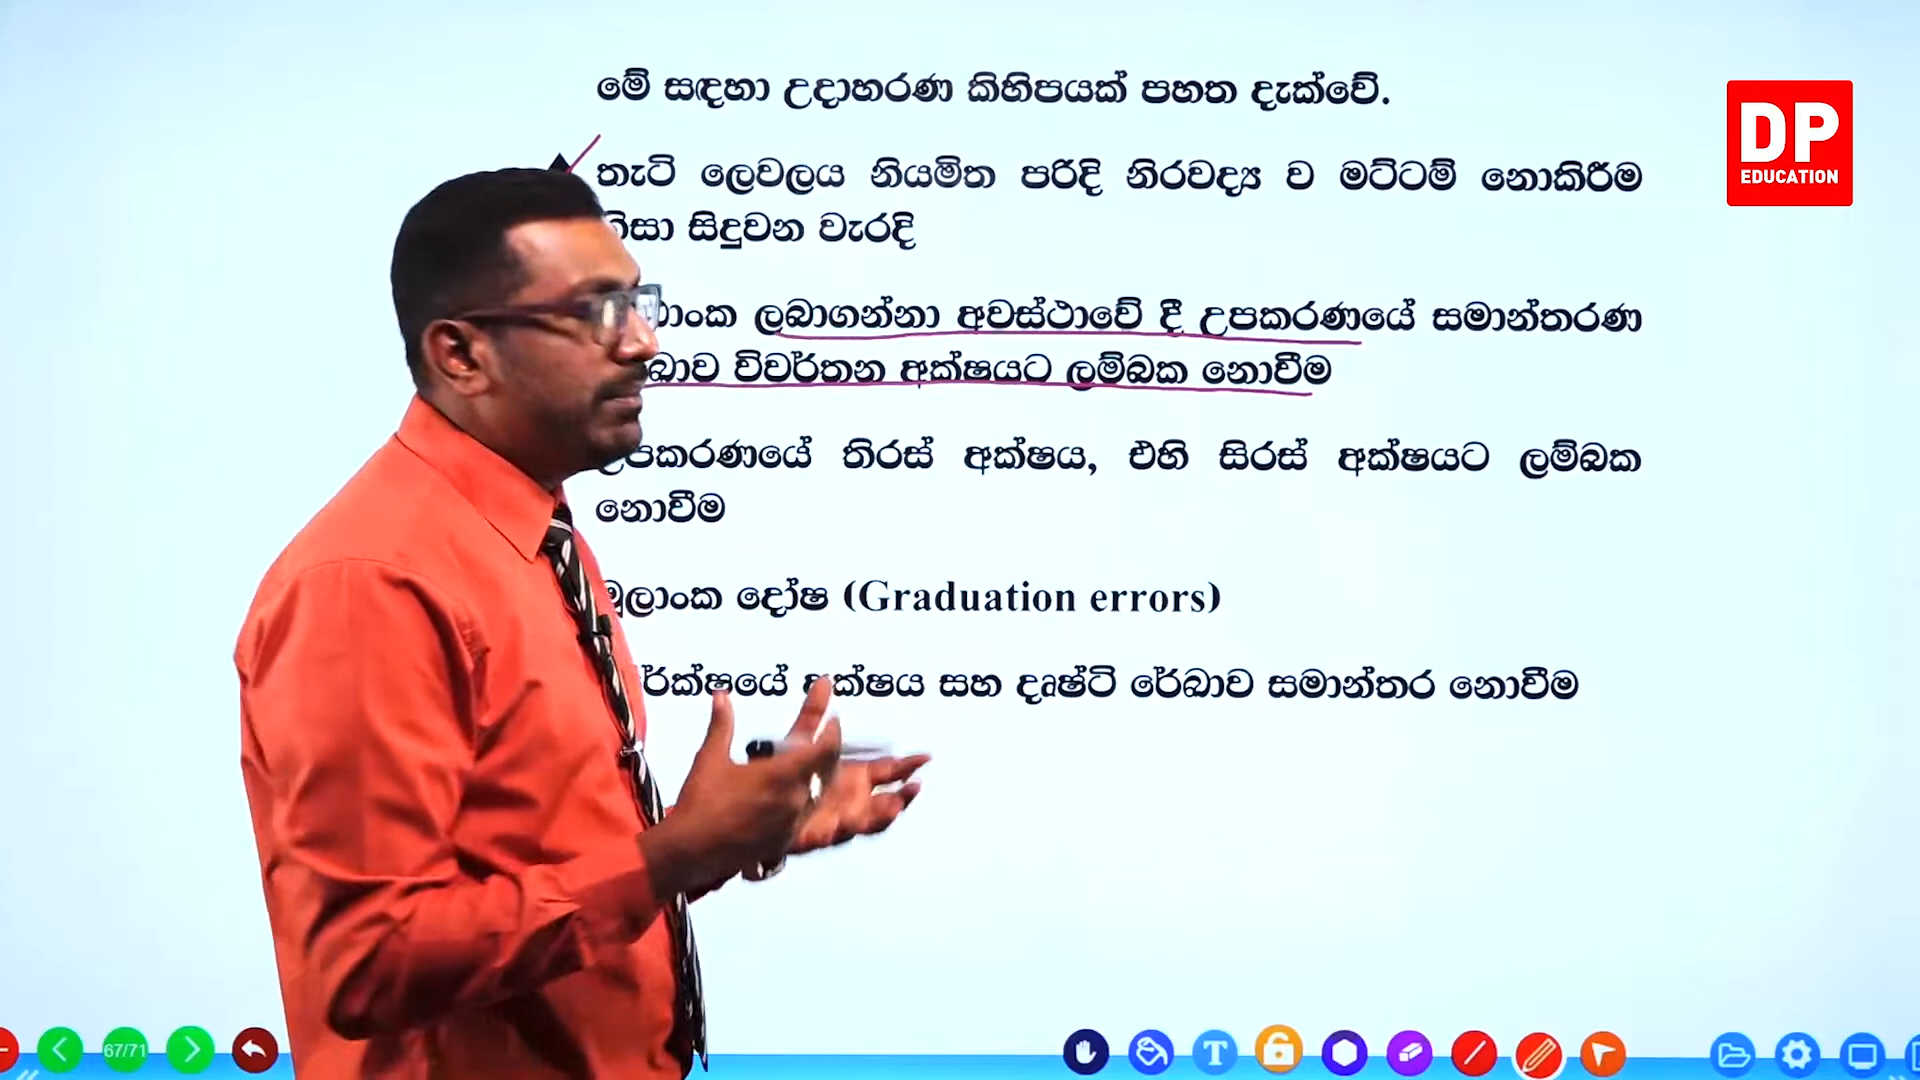 මේ සඳහා උදාහරණ කිහිපයක් පහත දැක්වේ.
DP
EDUCATION
තැටි ලෙවලය නියමිත පරිදි නිරවද්‍ය ව මට්ටම් නොකිරීම
සිදුවන වැරදි
ලබාගන්නා අවස්ථාවේ දී උපකරණයේ සමාන්තරණ
විවර්තන අක්ෂයට ලම්බක නොවීම
උපකරණයේ තිරස් අක්ෂය, එහි සිරස් අක්ෂයට ලම්බක
නොවීම
මූලාංක දෝෂ (Graduation errors)
අක්ෂය සහ දෘෂ්ටි රේඛාව සමාන්තර නොවීම
67/71